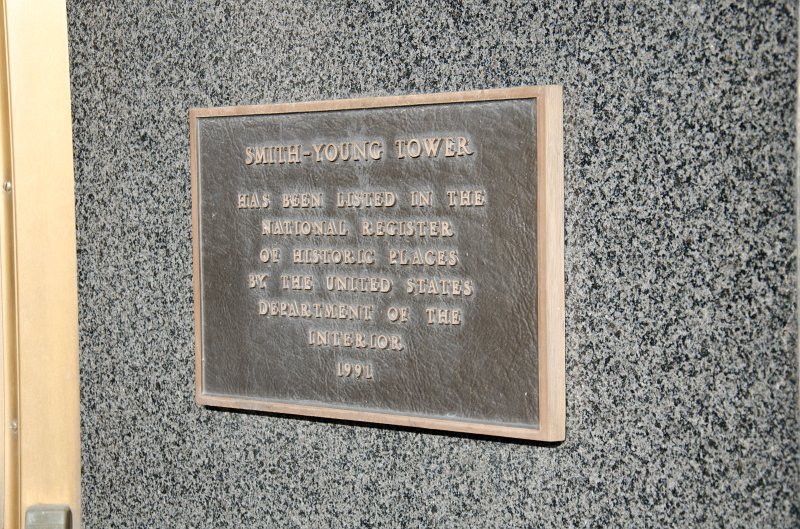 SMITH-YOUNG TOWER
HAS BEEN LISTED IN THE
NATIONAL REGISTER
OF HISTORIC PLACES
BY THE UNITED STATES
DEPARTMENT OF THE
INTERIOR
1991